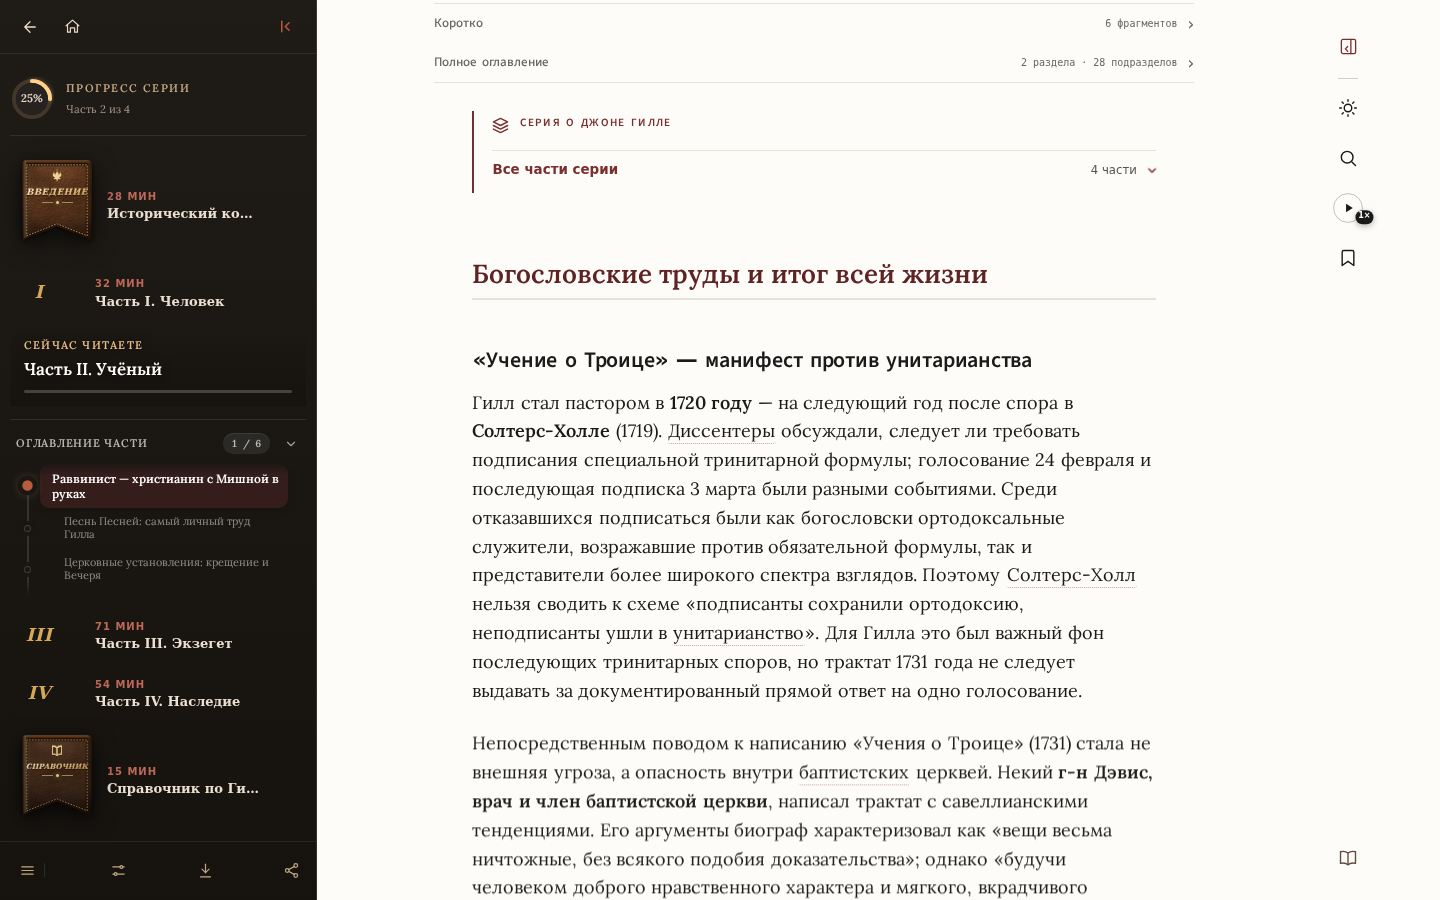 25%
ПРОГРЕСС СЕРИИ
Часть 2 из 4
ВВЕДЕНИЕ
28 МИН
Исторический ко…
I
32 МИН
Часть I. Человек
СЕЙЧАС ЧИТАЕТЕ
Часть II. Учёный
ОГЛАВЛЕНИЕ ЧАСТИ
1 / 6
Раввинист — христианин с Мишной в
руках
Песнь Песней: самый личный труд
Гилла
Церковные установления: крещение и
Вечеря
III
71 МИН
Часть III. Экзегет
IV
54 МИН
Часть IV. Наследие
СПРАВОЧНИК
15 МИН
Справочник по Ги…
Коротко
6 фрагментов
Полное оглавление
2 раздела · 28 подразделов
СЕРИЯ О ДЖОНЕ ГИЛЛЕ
Все части серии
4 части
Богословские труды и итог всей жизни
«Учение о Троице» — манифест против унитарианства
Гилл стал пастором в 1720 году — на следующий год после спора в
Солтерс-Холле (1719). Диссентеры обсуждали, следует ли требовать
подписания специальной тринитарной формулы; голосование 24 февраля и
последующая подписка 3 марта были разными событиями. Среди
отказавшихся подписаться были как богословски ортодоксальные
служители, возражавшие против обязательной формулы, так и
представители более широкого спектра взглядов. Поэтому Солтерс-Холл
нельзя сводить к схеме «подписанты сохранили ортодоксию,
неподписанты ушли в унитарианство». Для Гилла это был важный фон
последующих тринитарных споров, но трактат 1731 года не следует
выдавать за документированный прямой ответ на одно голосование.
Непосредственным поводом к написанию «Учения о Троице» (1731) стала не
внешняя угроза, а опасность внутри баптистских церквей. Некий г-н Дэвис,
врач и член баптистской церкви, написал трактат с савеллианскими
тенденциями. Его аргументы биограф характеризовал как «вещи весьма
ничтожные, без всякого подобия доказательства»; однако «будучи
человеком доброго нравственного характера и мягкого, вкрадчивого
1×